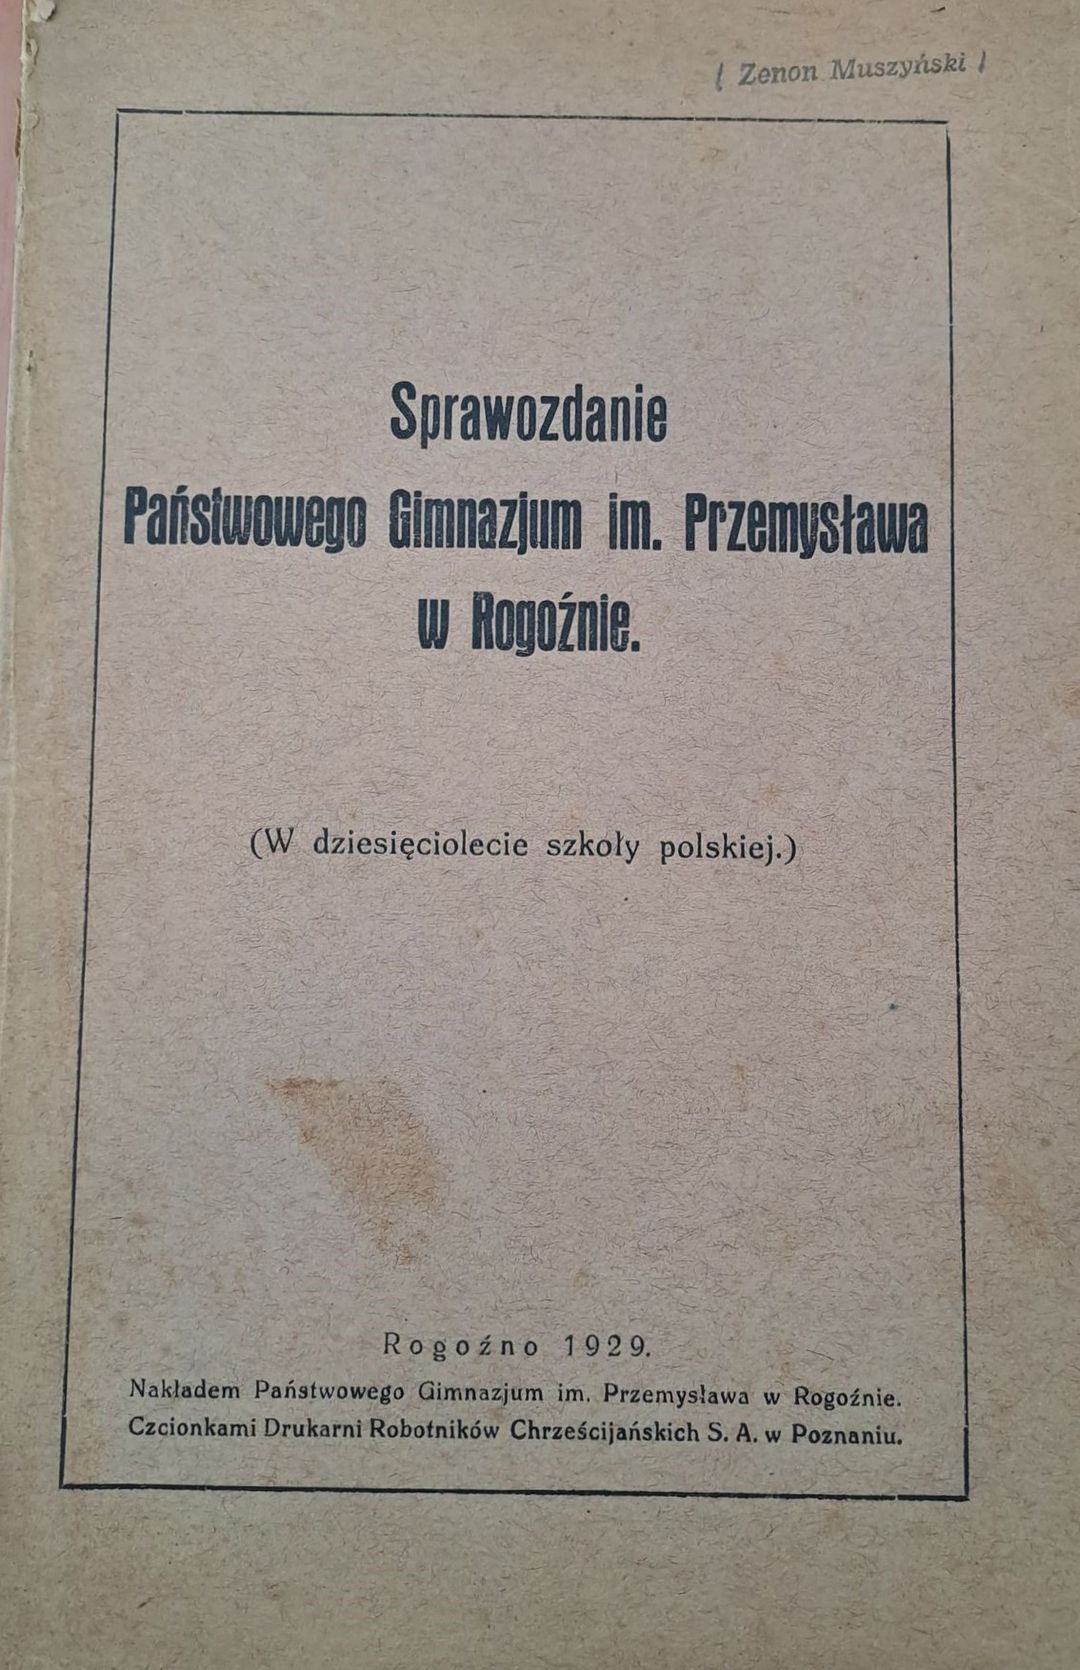 ( Zenon Muszyński )
Sprawozdanie
Państwowego Gimnazjum im. Przemysława
w Rogoźnie.
(W dziesięciolecie szkoły polskiej.)
Rogoźno 1929.
Nakładem Państwowego Gimnazjum im. Przemysława w Rogoźnie.
Czcionkami Drukarni Robotników Chrześcijańskich S. A. w Poznaniu.